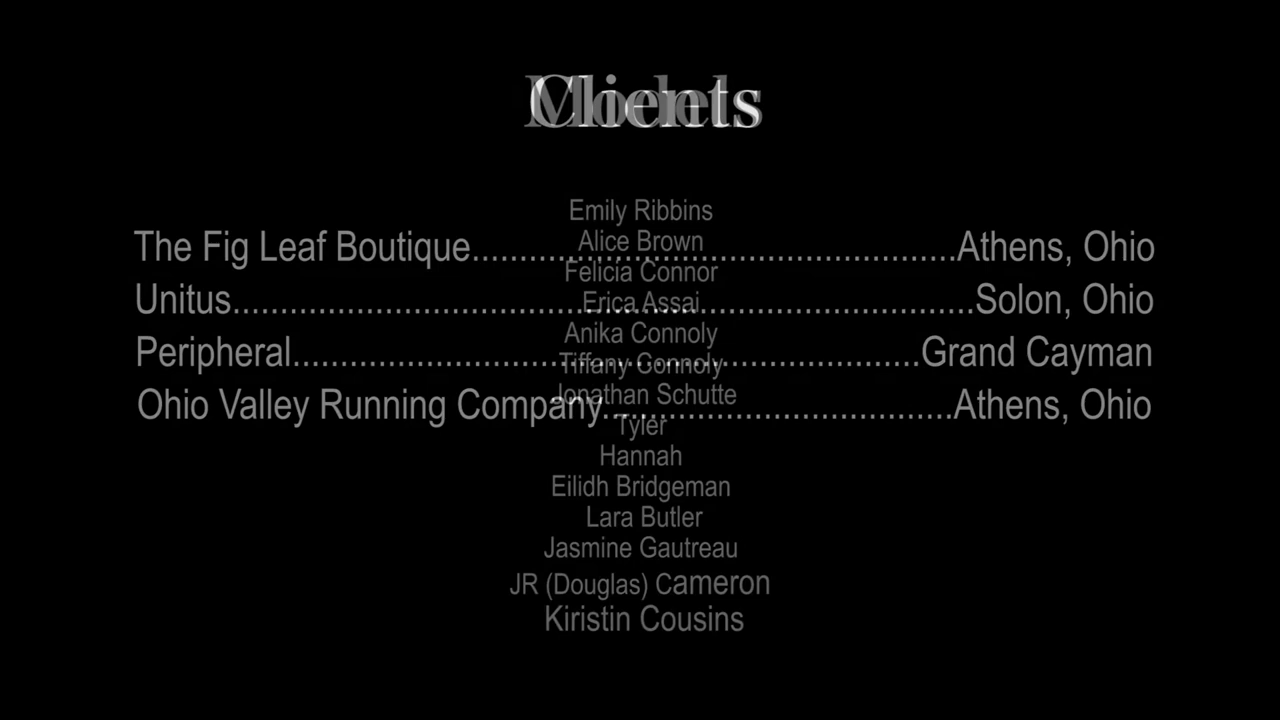 Clients
Models
Emily Ribbins
Alice Brown
The Fig Leaf Boutique..................................................Athens, Ohio
Felicia Connor
Unitus.............................................................................Solon, Ohio
Erica Assai
Anika Connoly
Peripheral.................................................................Grand Cayman
Tiffany Connoly
Jonathan Schutte
Ohio Valley Running Company....................................Athens, Ohio
Tyler
Hannah
Eilidh Bridgeman
Lara Butler
Jasmine Gautreau
JR (Douglas) Cameron
Kiristin Cousins